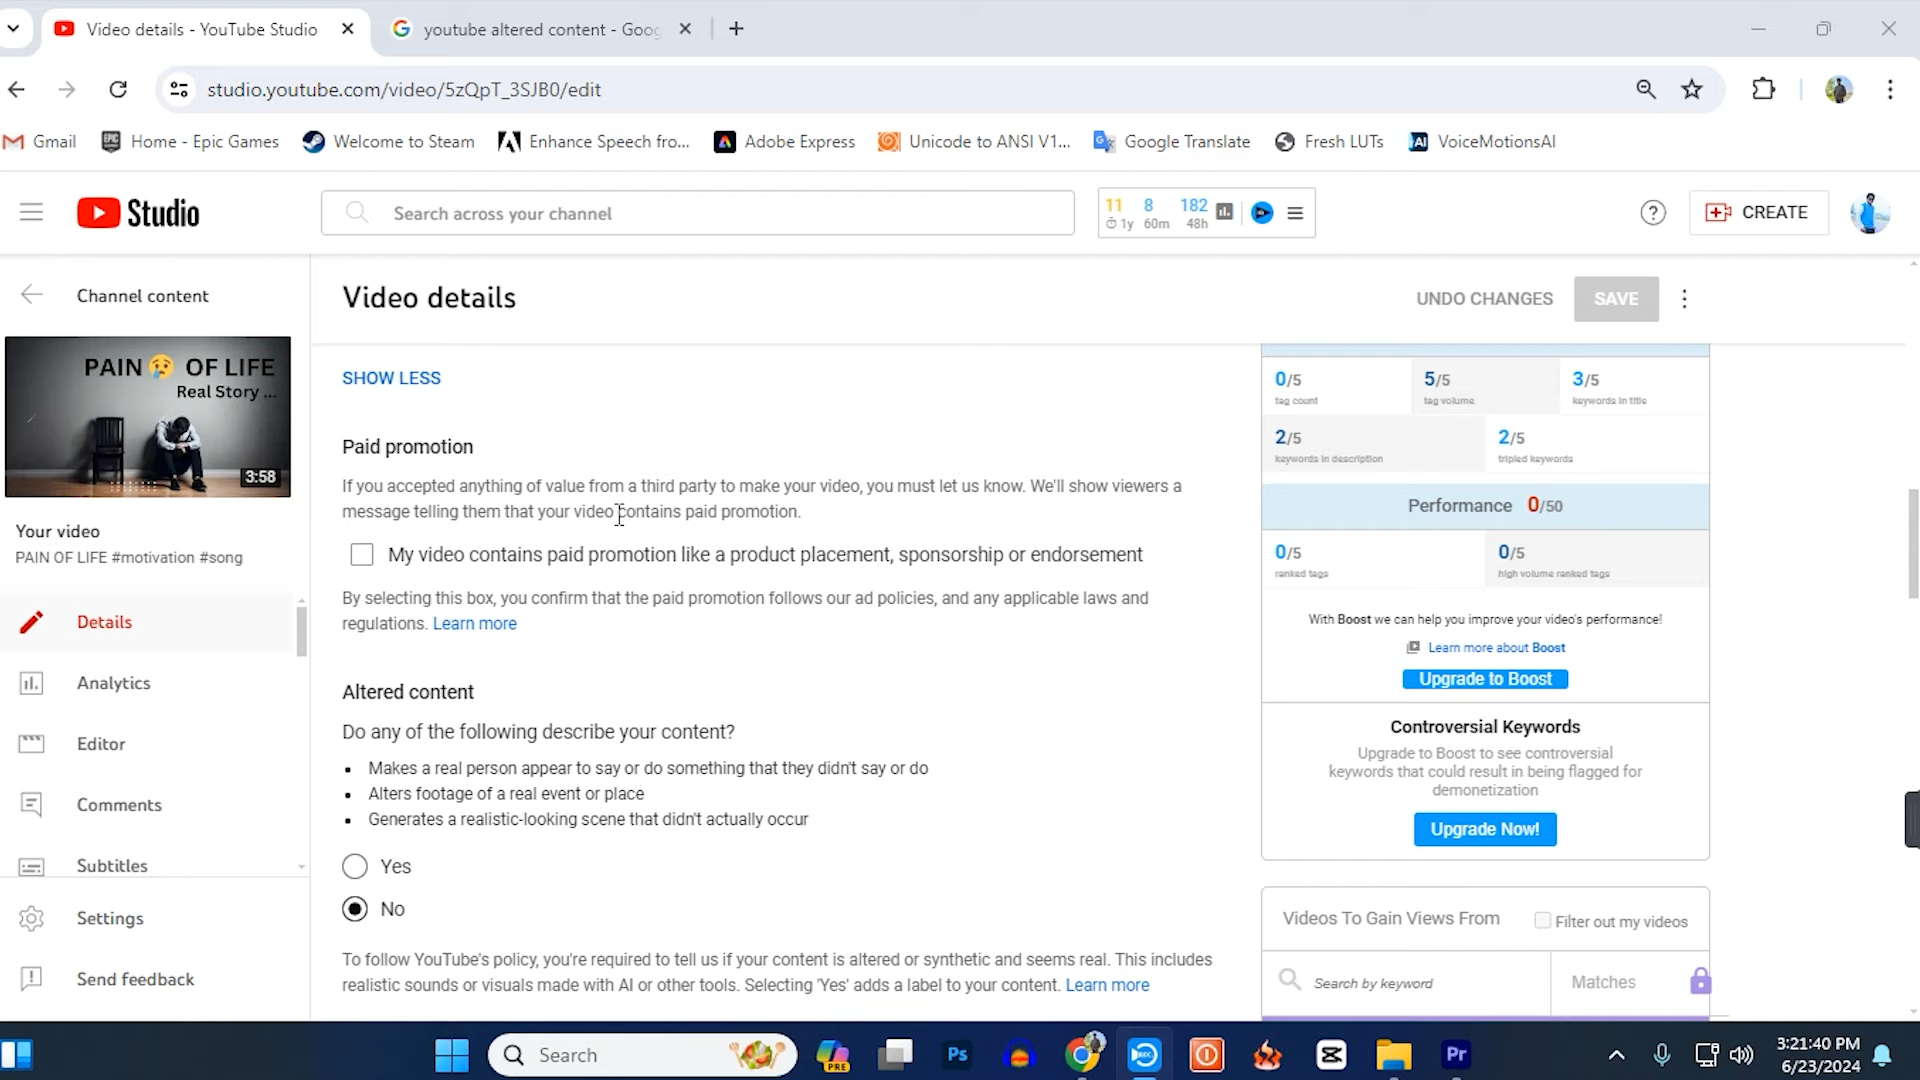 Video details - YouTube Studio
youtube altered content - Goog
studio.youtube.com/video/5zQpT_3SJB0/edit
Gmail
Home - Epic Games
Welcome to Steam
Enhance Speech fro...
Adobe Express
Unicode to ANSI V1...
Google Translate
Fresh LUTs
VoiceMotionsAI
Studio
Search across your channel
11 8 182
1y 60m 48h
CREATE
Channel content
Video details
UNDO CHANGES
SAVE
PAIN 😢 OF LIFE
Real Story ...
3:58
Your video
PAIN OF LIFE #motivation #song
Details
Analytics
Editor
Comments
Subtitles
Settings
Send feedback
SHOW LESS
Paid promotion
If you accepted anything of value from a third party to make your video, you must let us know. We'll show viewers a
message telling them that your video contains paid promotion.
My video contains paid promotion like a product placement, sponsorship or endorsement
By selecting this box, you confirm that the paid promotion follows our ad policies, and any applicable laws and
regulations. Learn more
Altered content
Do any of the following describe your content?
Makes a real person appear to say or do something that they didn't say or do
Alters footage of a real event or place
Generates a realistic-looking scene that didn't actually occur
Yes
No
To follow YouTube's policy, you're required to tell us if your content is altered or synthetic and seems real. This includes
realistic sounds or visuals made with AI or other tools. Selecting 'Yes' adds a label to your content. Learn more
0/5 5/5 3/5
tag count tag volume keywords in title
2/5 2/5
keywords in description tripled keywords
Performance 0/50
0/5 0/5
ranked tags high volume ranked tags
With Boost we can help you improve your video's performance!
Learn more about Boost
Upgrade to Boost
Controversial Keywords
Upgrade to Boost to see controversial
keywords that could result in being flagged for
demonetization
Upgrade Now!
Videos To Gain Views From
Filter out my videos
Search by keyword
Matches
Search
PRE
Ps
REC
Pr
3:21:40 PM
6/23/2024